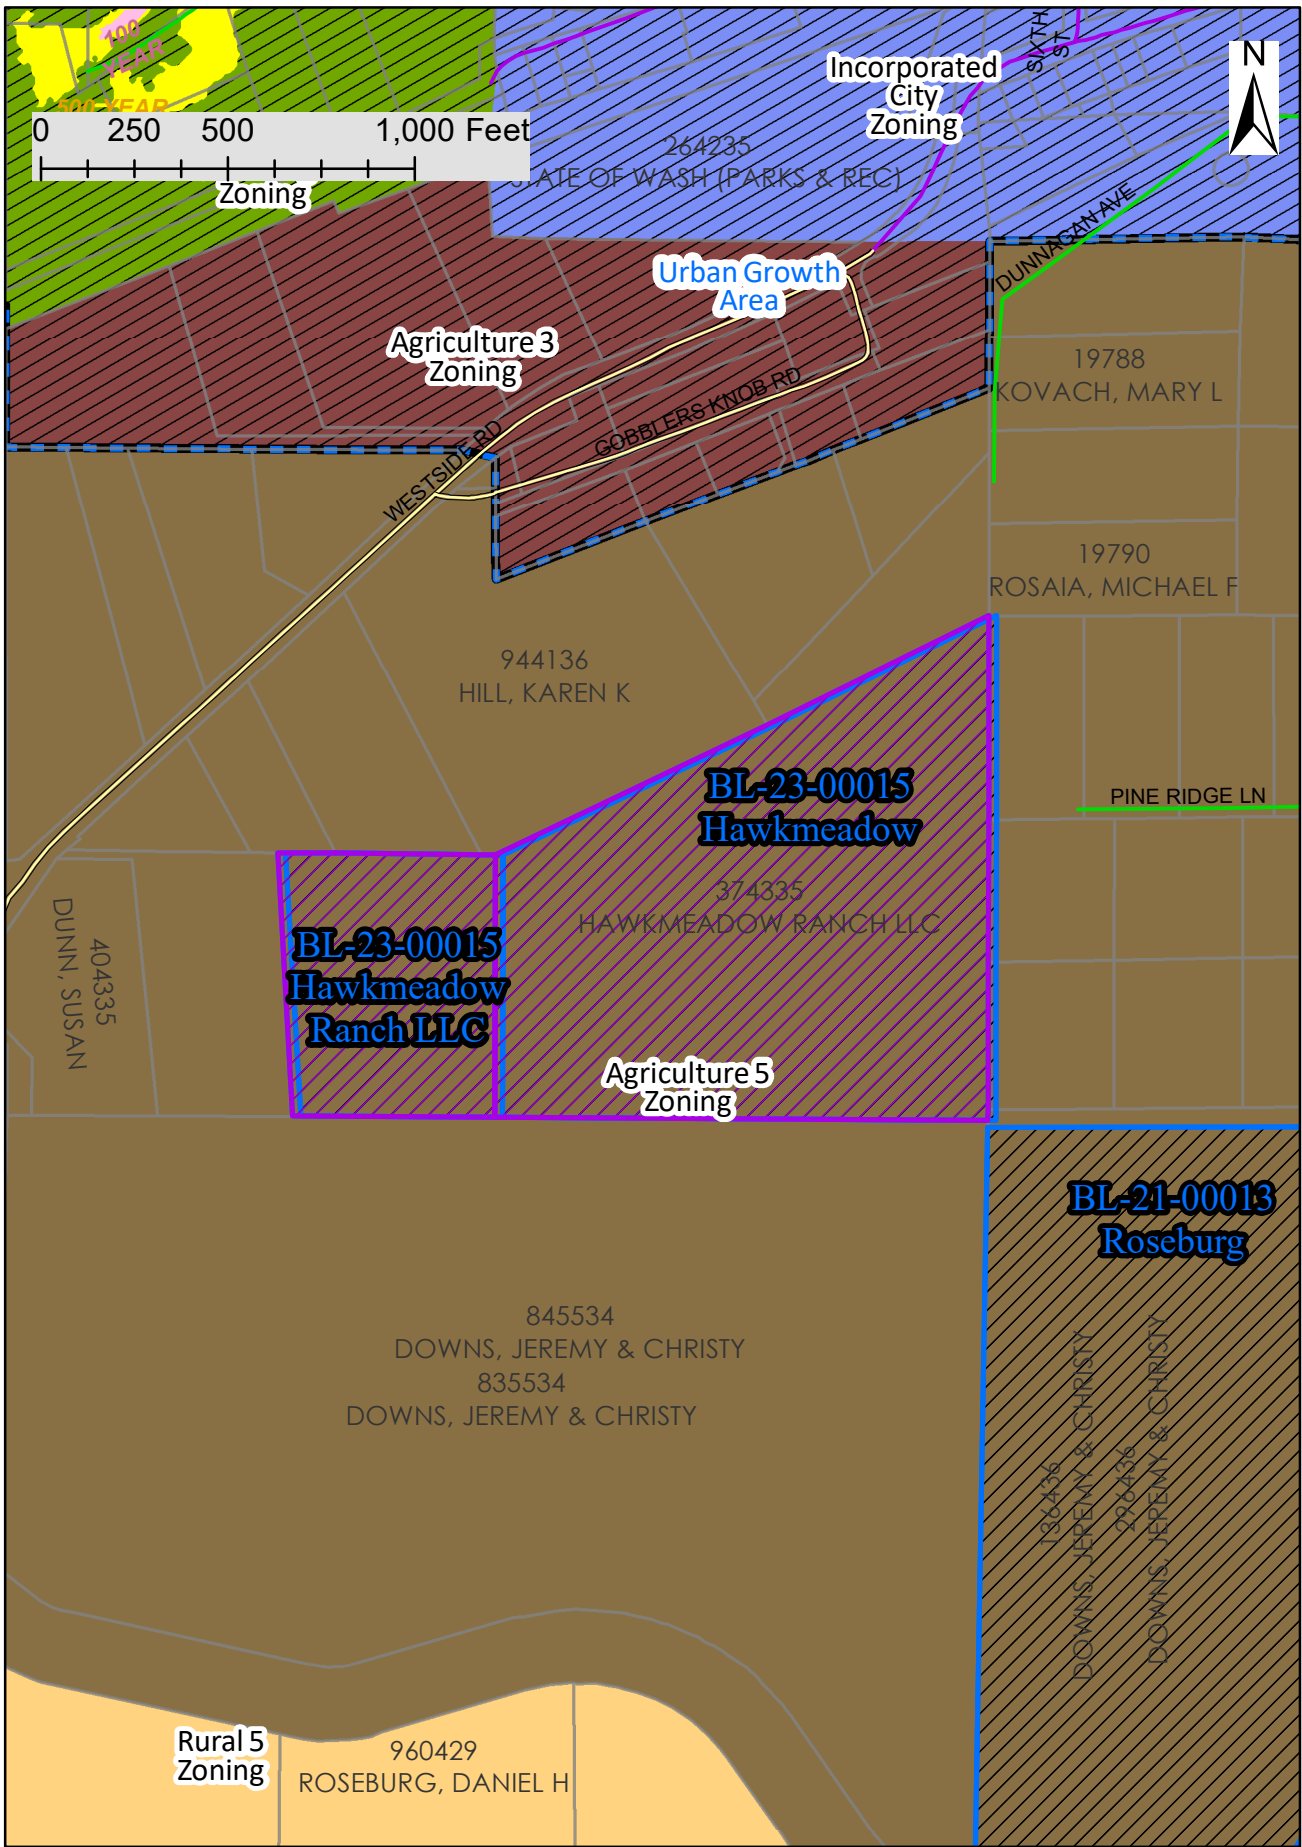 100
YEAR
500 YEAR
0 250 500 1,000 Feet
Zoning
SIXTH
ST
N
Incorporated
City
Zoning
264235
STATE OF WASH (PARKS & REC)
DUNNAGAN AVE
Urban Growth
Area
Agriculture 3
Zoning
19788
KOVACH, MARY L
GOBBLERS KNOB RD
WESTSIDE RD
19790
ROSAIA, MICHAEL F
944136
HILL, KAREN K
BL-23-00015
Hawkmeadow
PINE RIDGE LN
374335
HAWKMEADOW RANCH LLC
404335
DUNN, SUSAN
BL-23-00015
Hawkmeadow
Ranch LLC
Agriculture 5
Zoning
BL-21-00013
Roseburg
845534
DOWNS, JEREMY & CHRISTY
835534
DOWNS, JEREMY & CHRISTY
136436
DOWNS, JEREMY & CHRISTY
296436
DOWNS, JEREMY & CHRISTY
Rural 5
Zoning
960429
ROSEBURG, DANIEL H